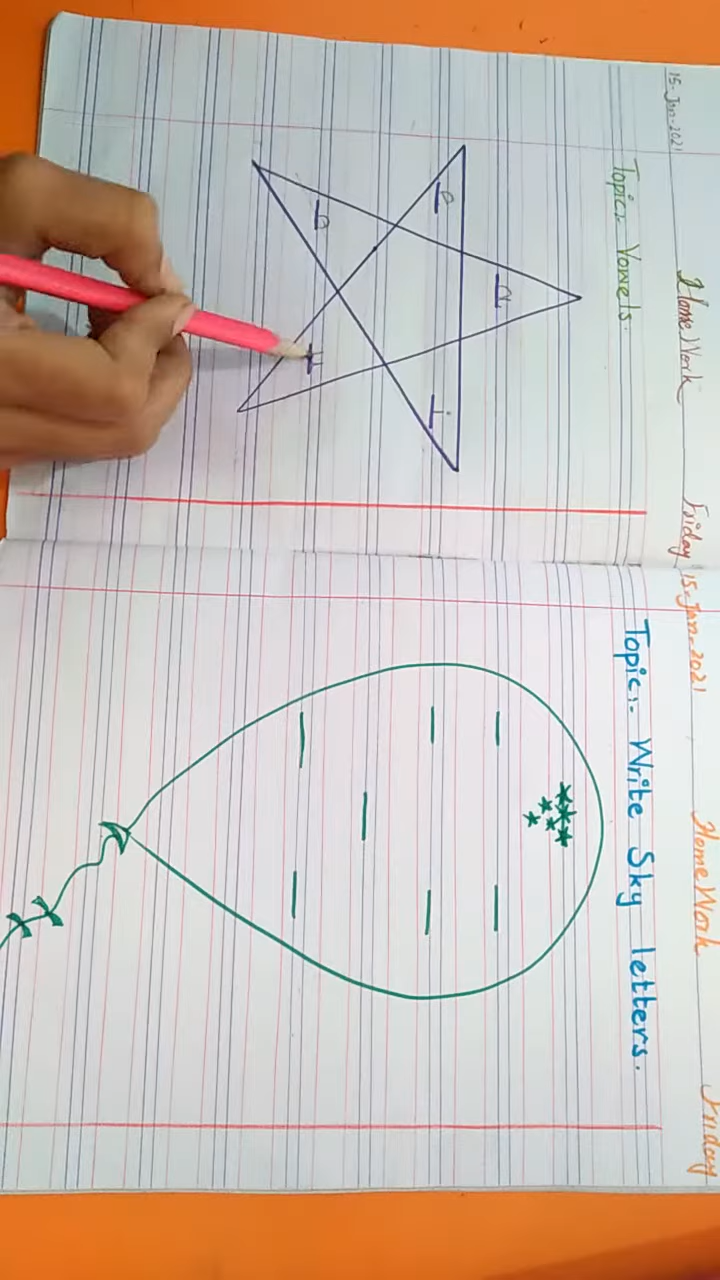 Home Work
15-Jan-2021 Friday
Topic:- Vowels.
a
e
i
o
u
Home Work
15-Jan-2021 Friday
Topic:- Write Sky letters.